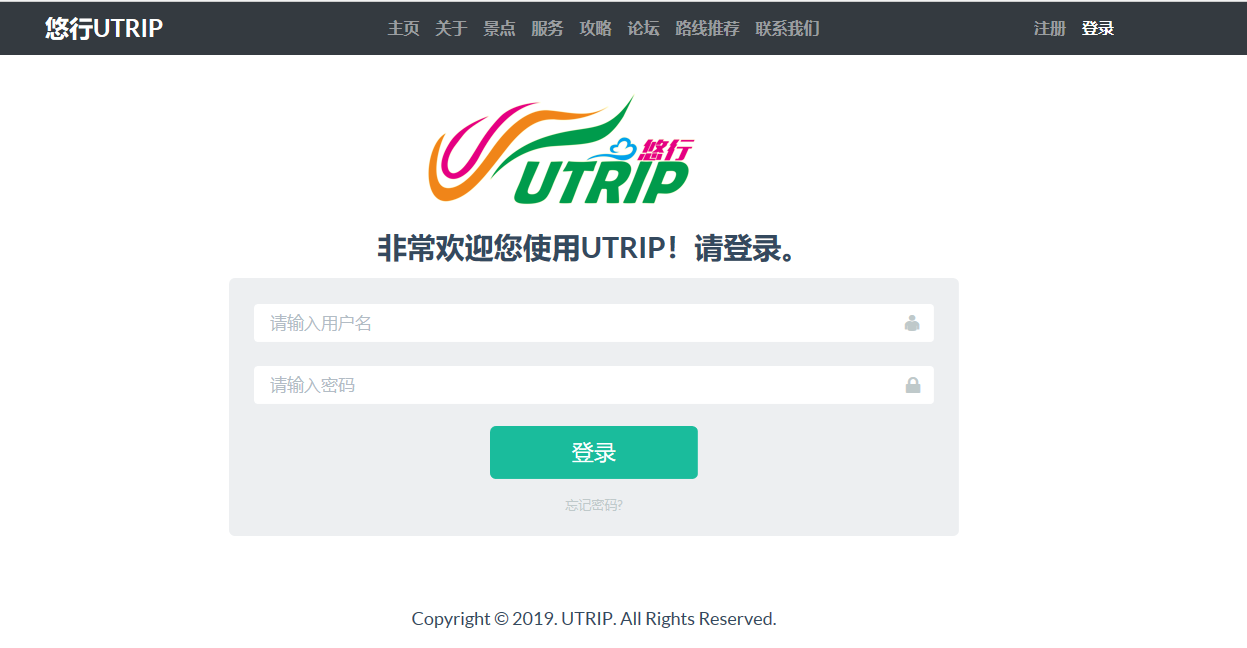 悠行UTRIP 主页 关于 景点 服务 攻略 论坛 路线推荐 联系我们 注册 登录
悠行
UTRIP
非常欢迎您使用UTRIP！请登录。
请输入用户名
请输入密码
登录
忘记密码?
Copyright © 2019. UTRIP. All Rights Reserved.